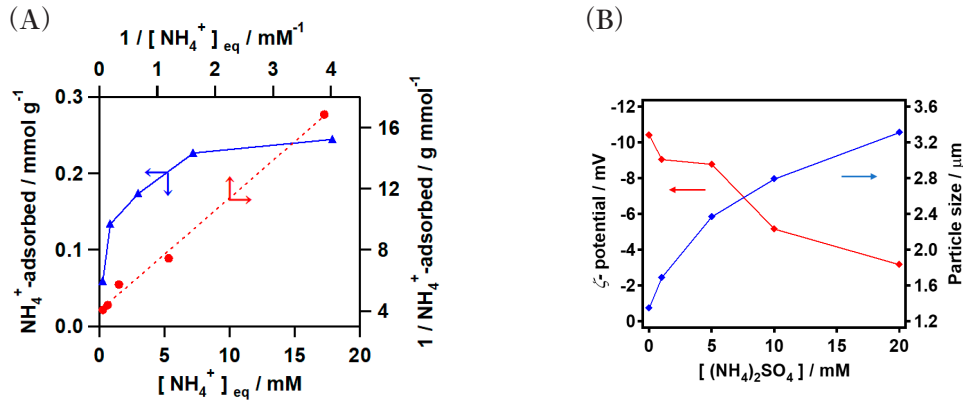 (A)
1 / [ NH₄⁺ ] eq / mM⁻¹
0 1 2 3 4
NH₄⁺-adsorbed / mmol g⁻¹
0.3
0.2
0.1
0.0
16
12
8
4
1 / NH₄⁺-adsorbed / g mmol⁻¹
0 5 10 15 20
[ NH₄⁺ ] eq / mM
(B)
ζ- potential / mV
-12
-10
-8
-6
-4
-2
0
3.6
3.2
2.8
2.4
2.0
1.6
1.2
Particle size / μm
0 5 10 15 20
[ (NH₄)₂SO₄ ] / mM